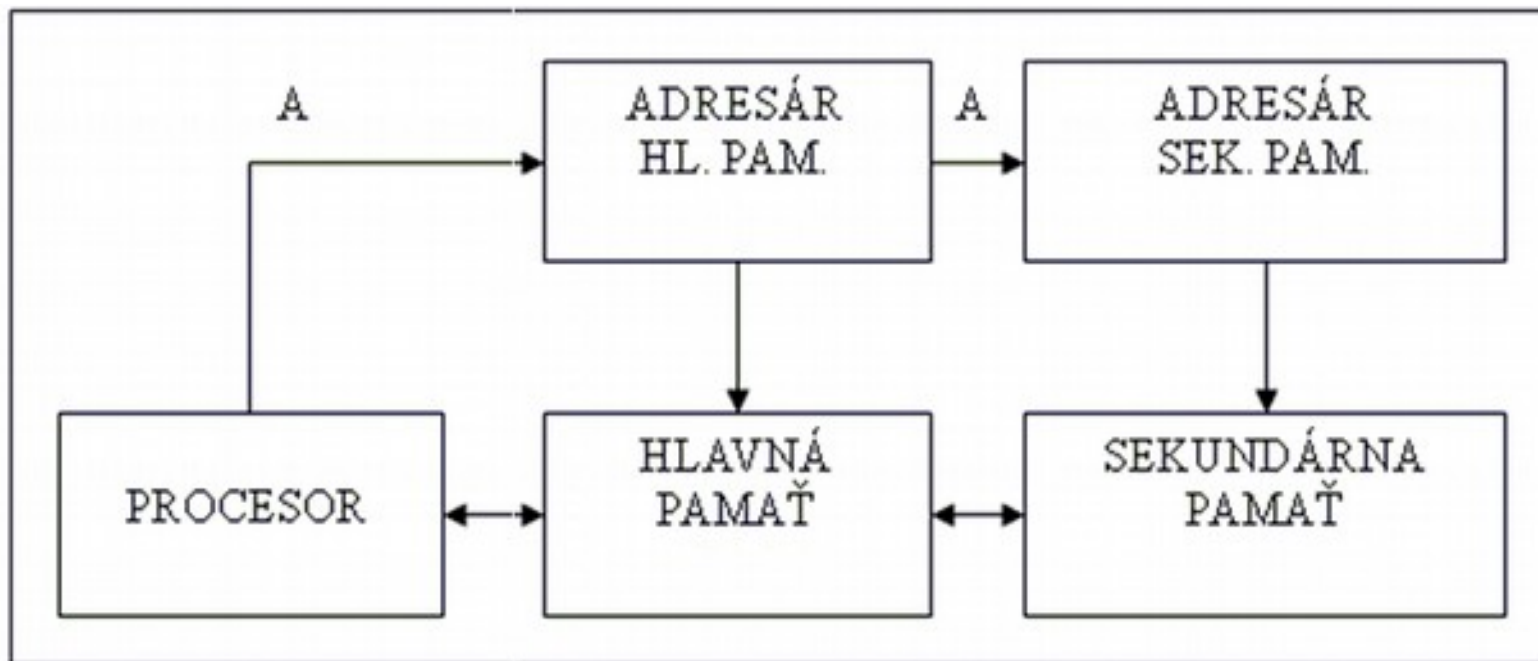 A
ADRESÁR
HL. PAM.
A
ADRESÁR
SEK. PAM.
PROCESOR
HLAVNÁ
PAMAŤ
SEKUNDÁRNA
PAMAŤ